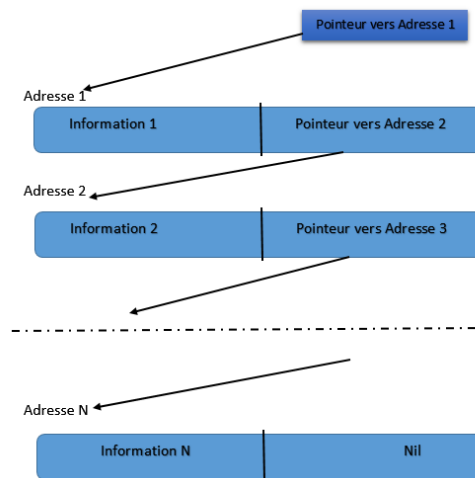 Pointeur vers Adresse 1
Adresse 1
Information 1 Pointeur vers Adresse 2
Adresse 2
Information 2 Pointeur vers Adresse 3
Adresse N
Information N Nil